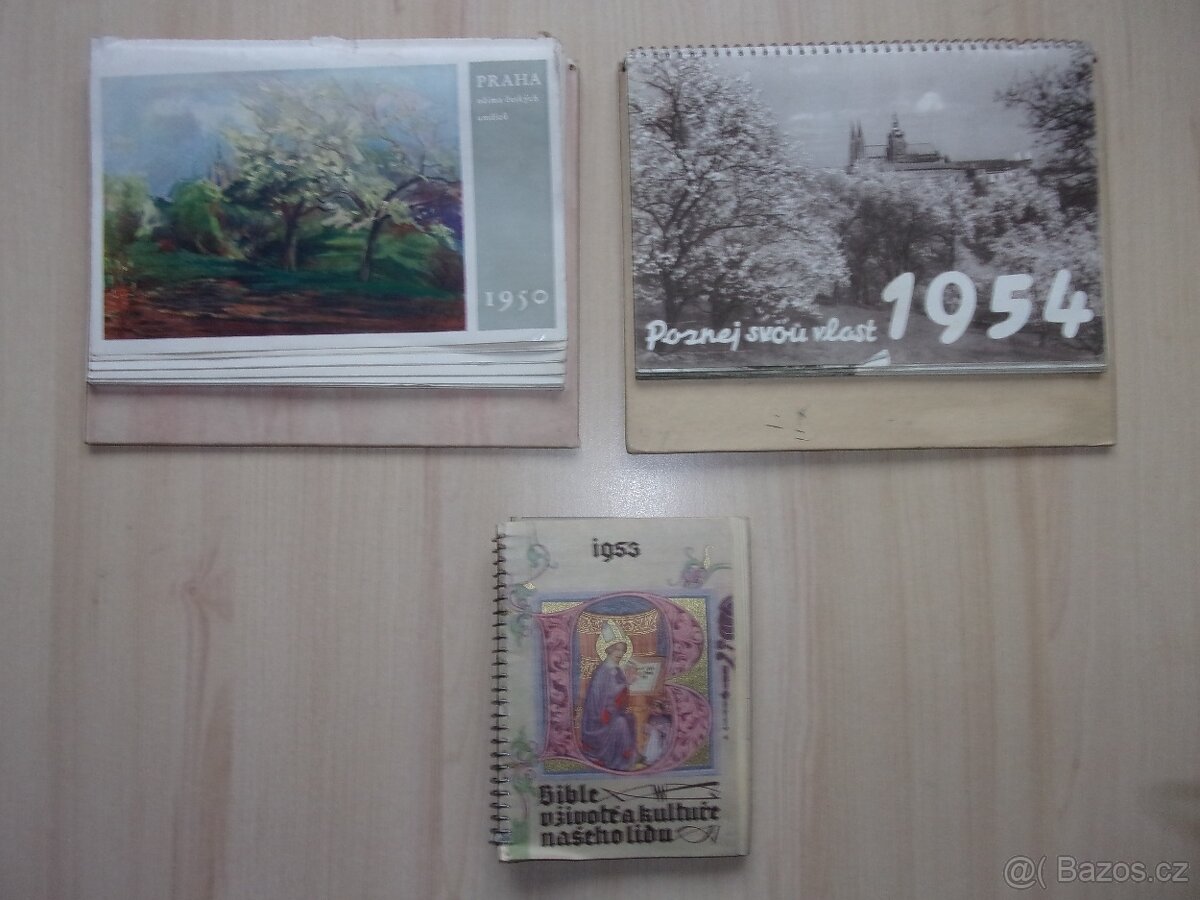 PRAHA
očima českých
umělců
1950
Poznej svou vlast 1954
1955
Bible
v životě a kultuře
našeho lidu
@( Bazos.cz